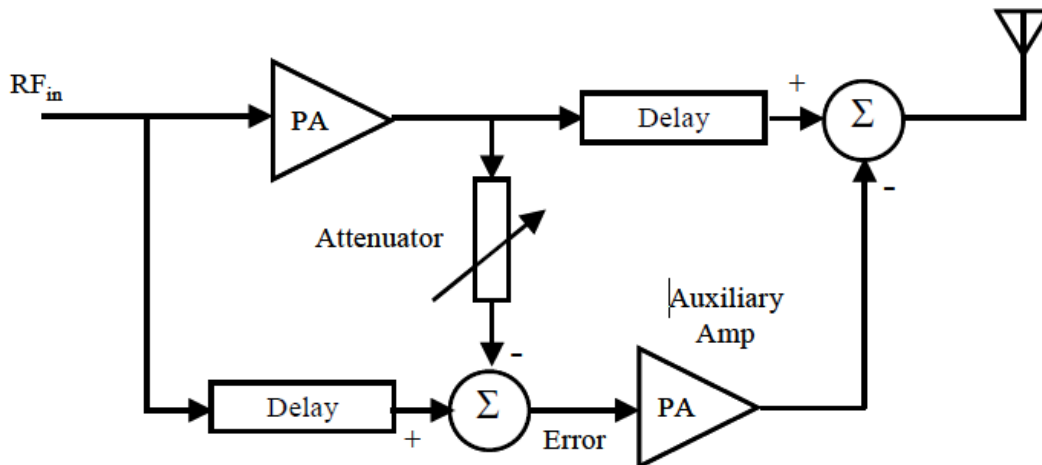 RFin
PA
Delay
+
Σ
-
Attenuator
Auxiliary
Amp
-
Delay
+
Σ
Error
PA